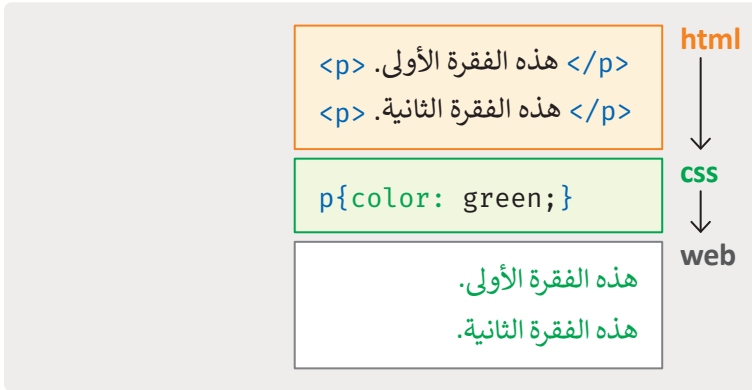 html
<p> هذه الفقرة الأولى. </p>
<p> هذه الفقرة الثانية. </p>
css
p{color: green;}
web
هذه الفقرة الأولى.
هذه الفقرة الثانية.